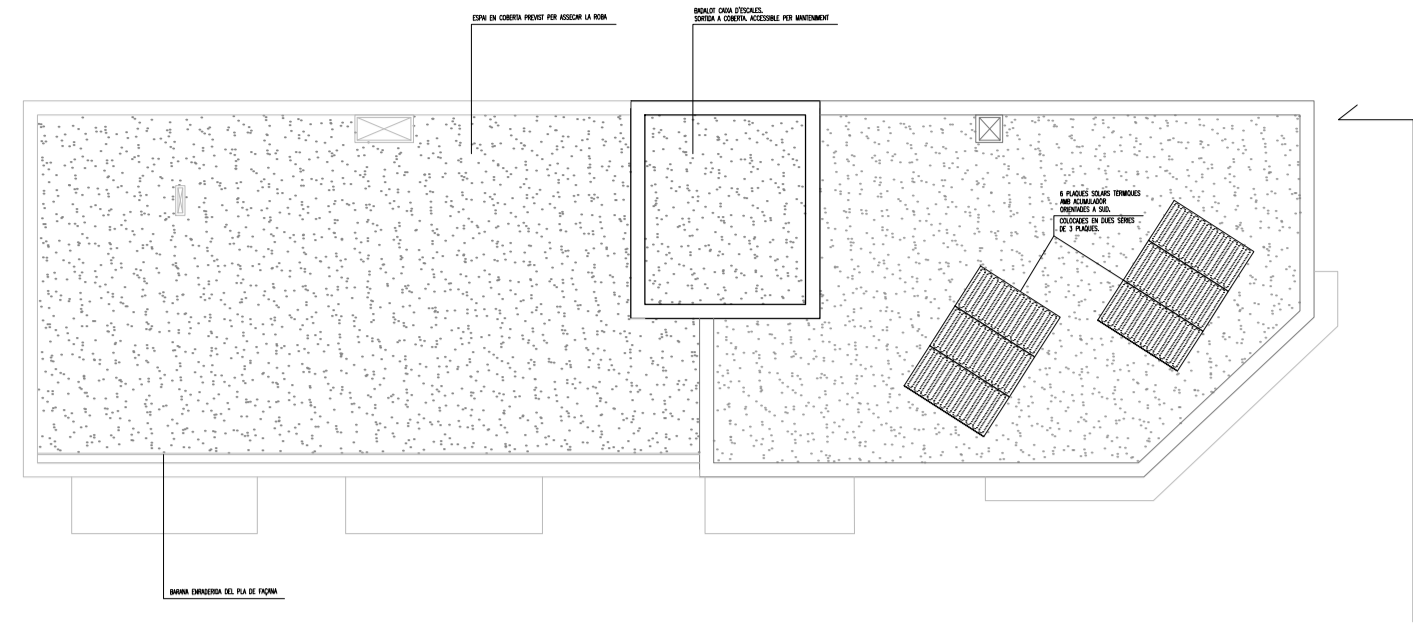 ESPAI EN COBERTA PREVIST PER ASSECAR LA ROBA
BADALOT CAIXA D'ESCALES.
SORTIDA A COBERTA. ACCESSIBLE PER MANTENIMENT
6 PLAQUES SOLARS TÈRMIQUES
AMB ACUMULADOR
ORIENTADES A SUD.
COLOCADES EN DUES SÈRIES
DE 3 PLAQUES.
BARANA ENRADERIDA DEL PLA DE FAÇANA